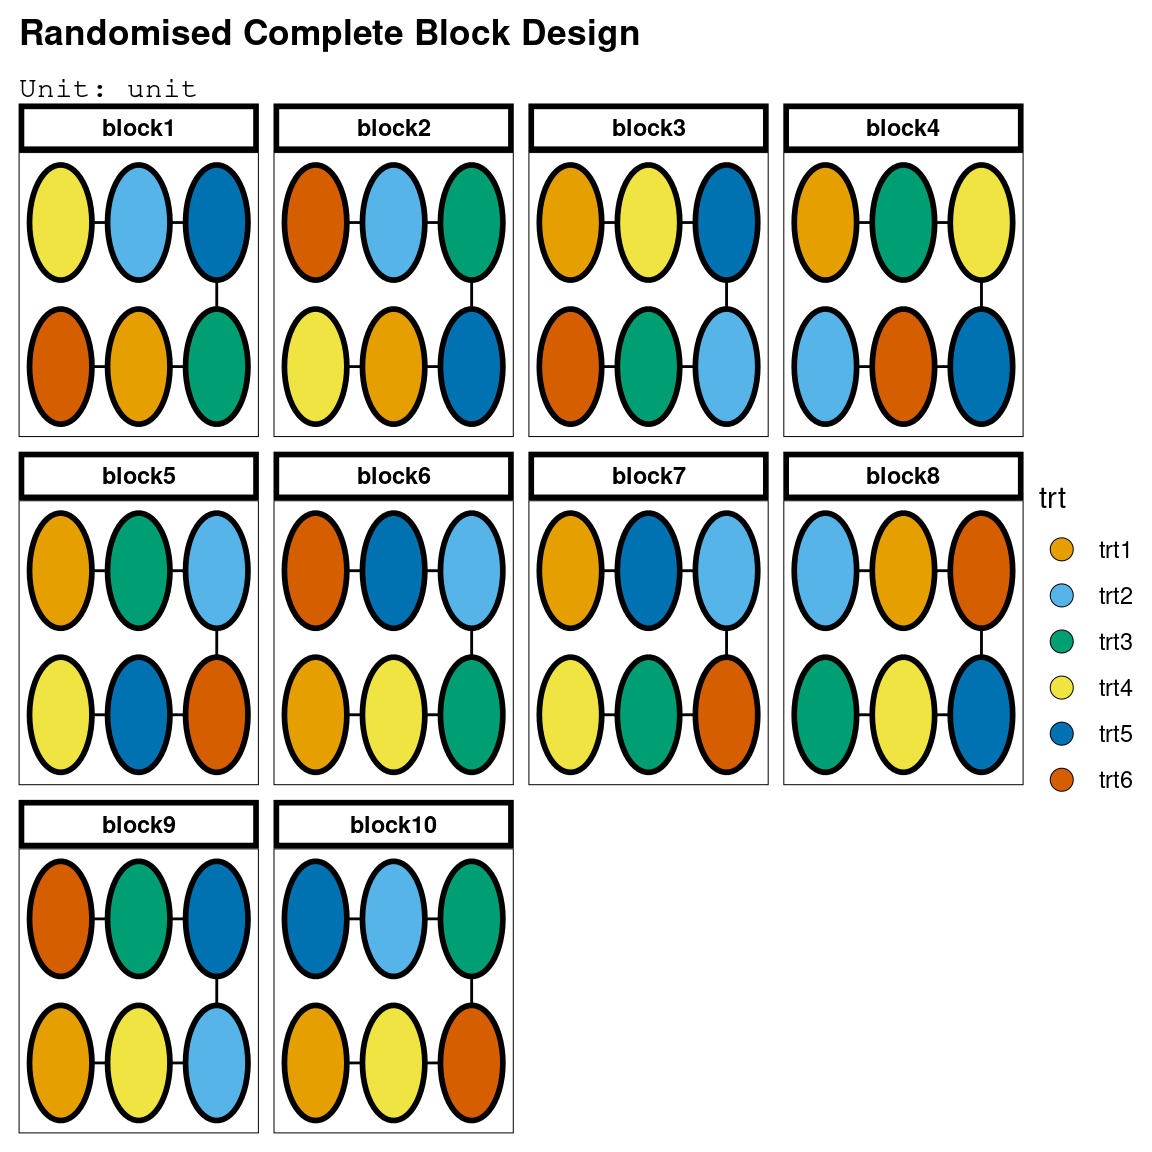 Randomised Complete Block Design
Unit: unit
block1
block2
block3
block4
block5
block6
block7
block8
trt
trt1
trt2
trt3
trt4
trt5
trt6
block9
block10